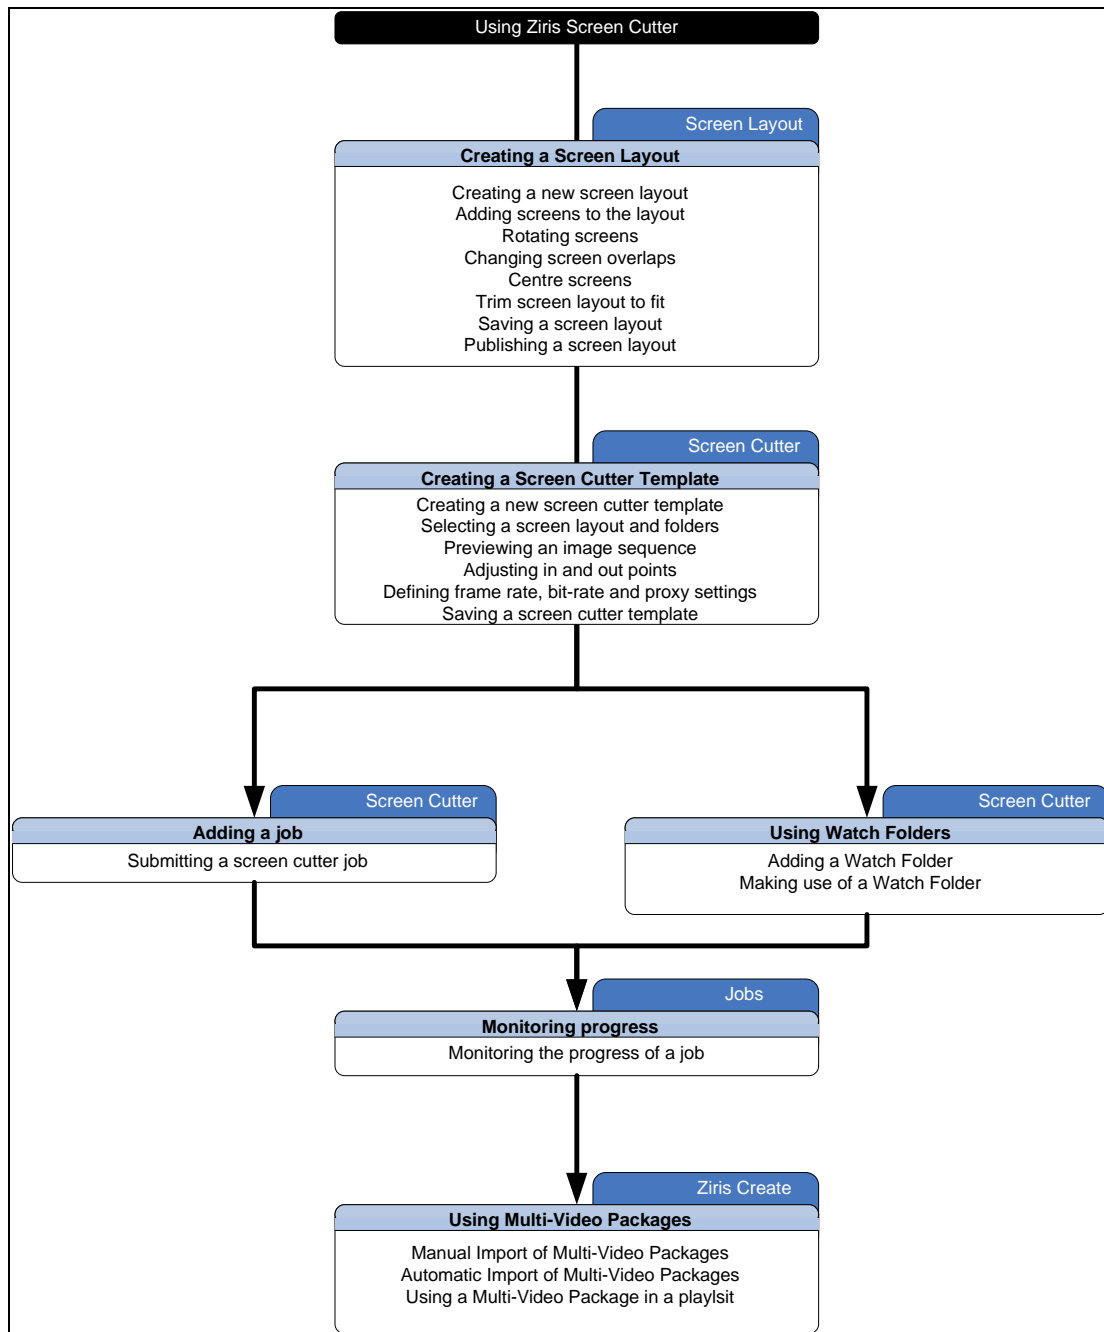 Using Ziris Screen Cutter
Screen Layout
Creating a Screen Layout
Creating a new screen layout
Adding screens to the layout
Rotating screens
Changing screen overlaps
Centre screens
Trim screen layout to fit
Saving a screen layout
Publishing a screen layout
Screen Cutter
Creating a Screen Cutter Template
Creating a new screen cutter template
Selecting a screen layout and folders
Previewing an image sequence
Adjusting in and out points
Defining frame rate, bit-rate and proxy settings
Saving a screen cutter template
Screen Cutter
Adding a job
Submitting a screen cutter job
Screen Cutter
Using Watch Folders
Adding a Watch Folder
Making use of a Watch Folder
Jobs
Monitoring progress
Monitoring the progress of a job
Ziris Create
Using Multi-Video Packages
Manual Import of Multi-Video Packages
Automatic Import of Multi-Video Packages
Using a Multi-Video Package in a playlsit